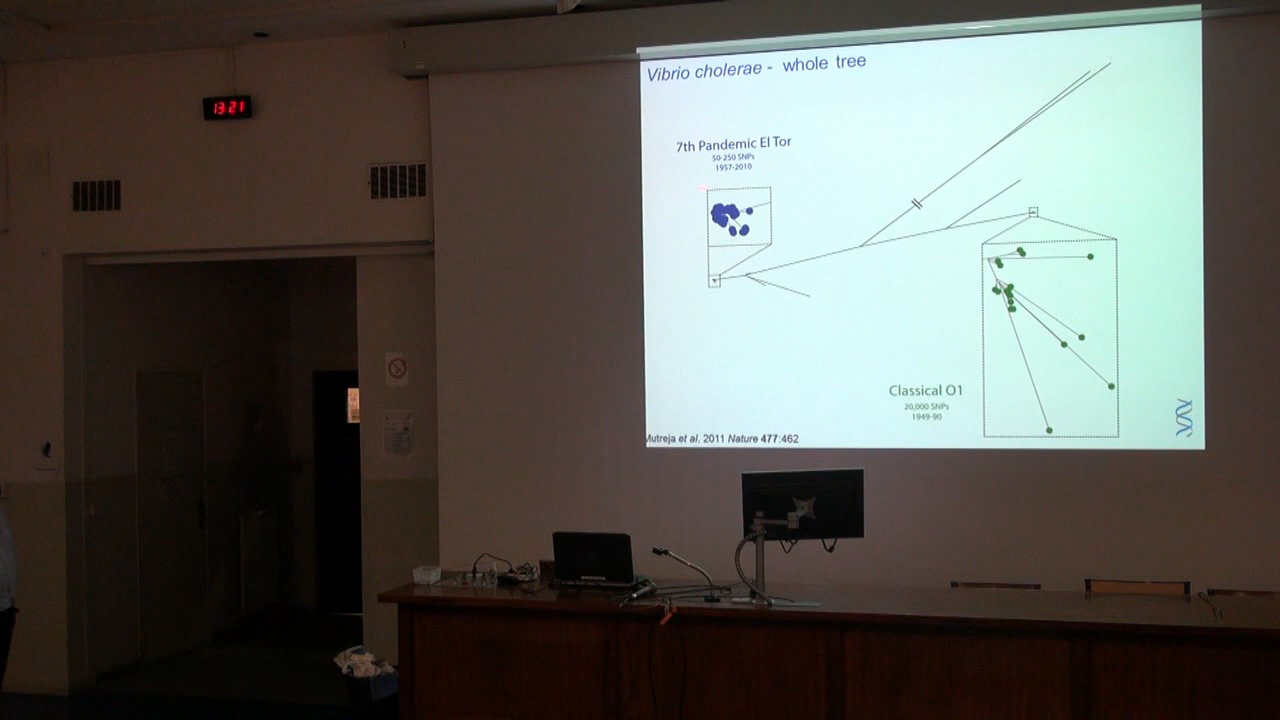 13 21
Vibrio cholerae - whole tree
7th Pandemic El Tor
50-250 SNPs
1957-2010
Classical O1
20,000 SNPs
1949-90
Mutreja et al. 2011 Nature 477:462